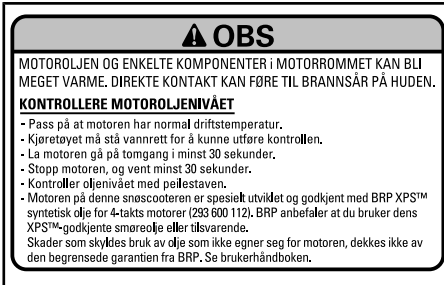 OBS
MOTOROLJEN OG ENKELTE KOMPONENTER i MOTORROMMET KAN BLI
MEGET VARME. DIREKTE KONTAKT KAN FØRE TIL BRANNSÅR PÅ HUDEN.
KONTROLLERE MOTOROLJENIVÅET
- Pass på at motoren har normal driftstemperatur.
- Kjøretøyet må stå vannrett for å kunne utføre kontrollen.
- La motoren gå på tomgang i minst 30 sekunder.
- Stopp motoren, og vent minst 30 sekunder.
- Kontroller oljenivået med peilestaven.
- Motoren på denne snøscooteren er spesielt utviklet og godkjent med BRP XPS™
syntetisk olje for 4-takts motorer (293 600 112). BRP anbefaler at du bruker dens
XPS™-godkjente smøreolje eller tilsvarende.
Skader som skyldes bruk av olje som ikke egner seg for motoren, dekkes ikke av
den begrensede garantien fra BRP. Se brukerhåndboken.